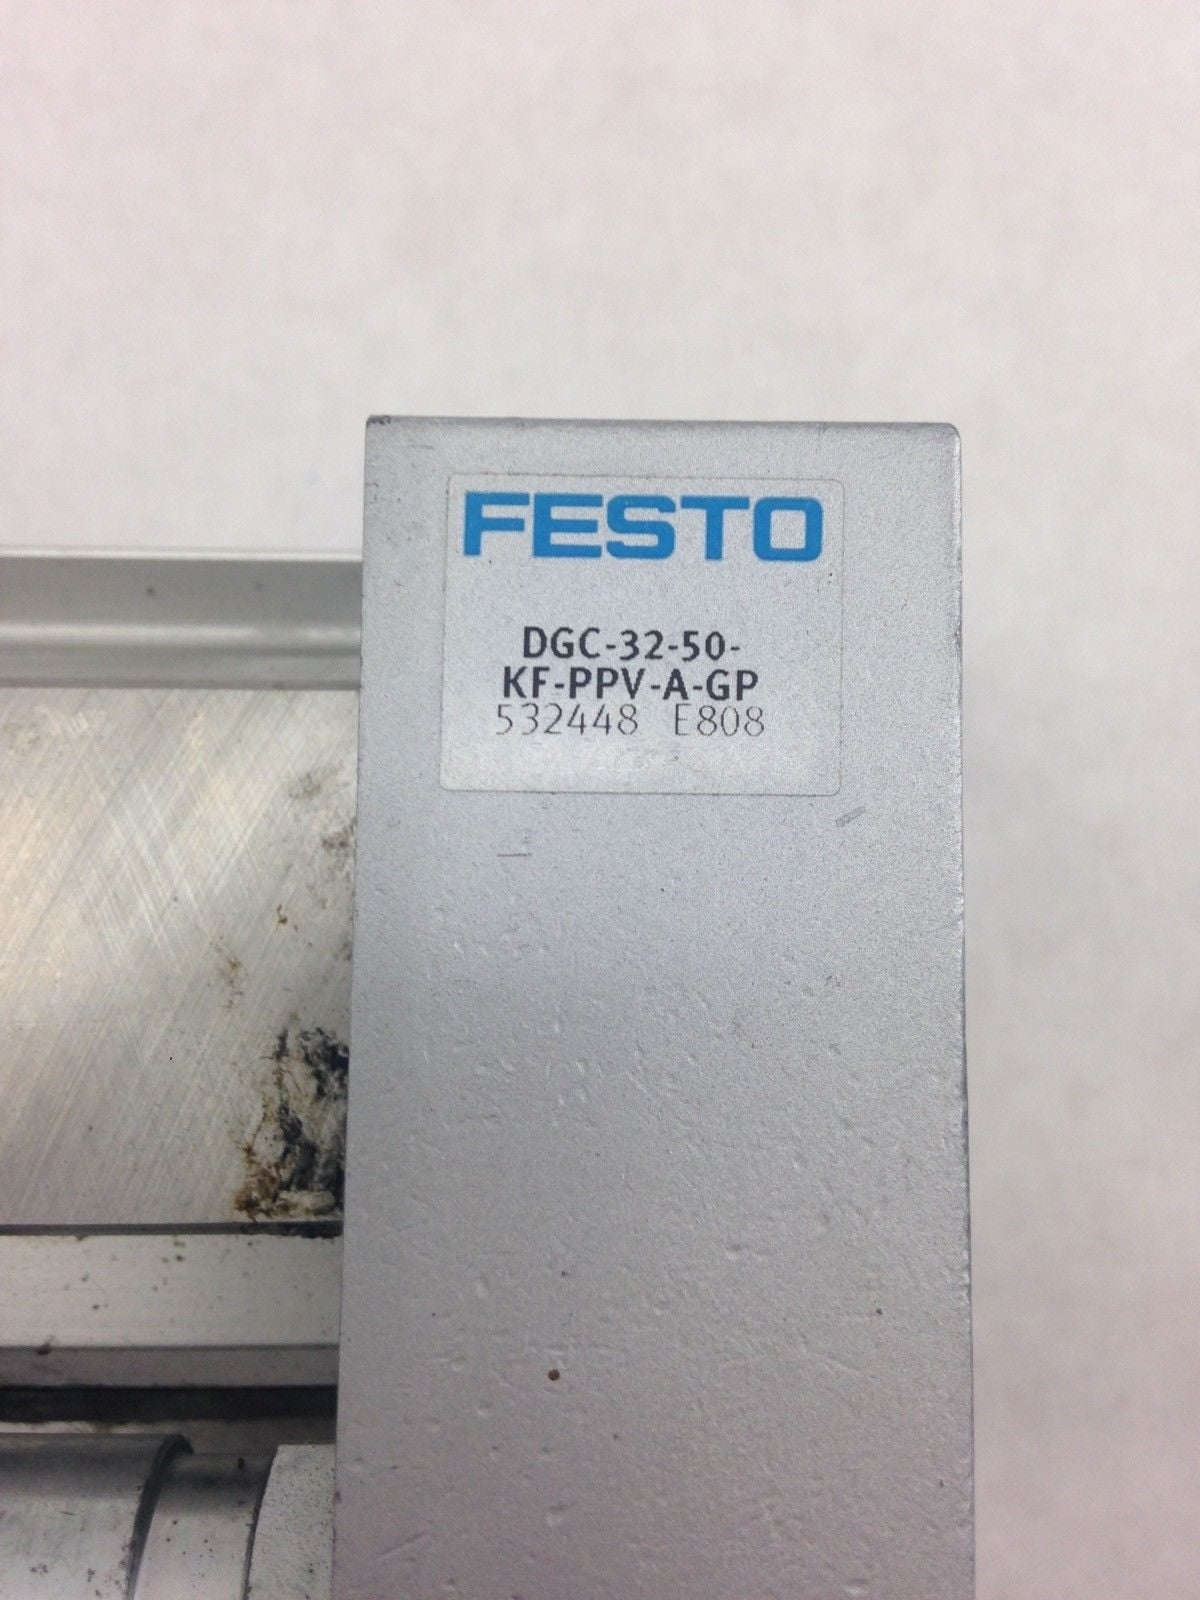 FESTO
DGC-32-50-
KF-PPV-A-GP
532448 E808